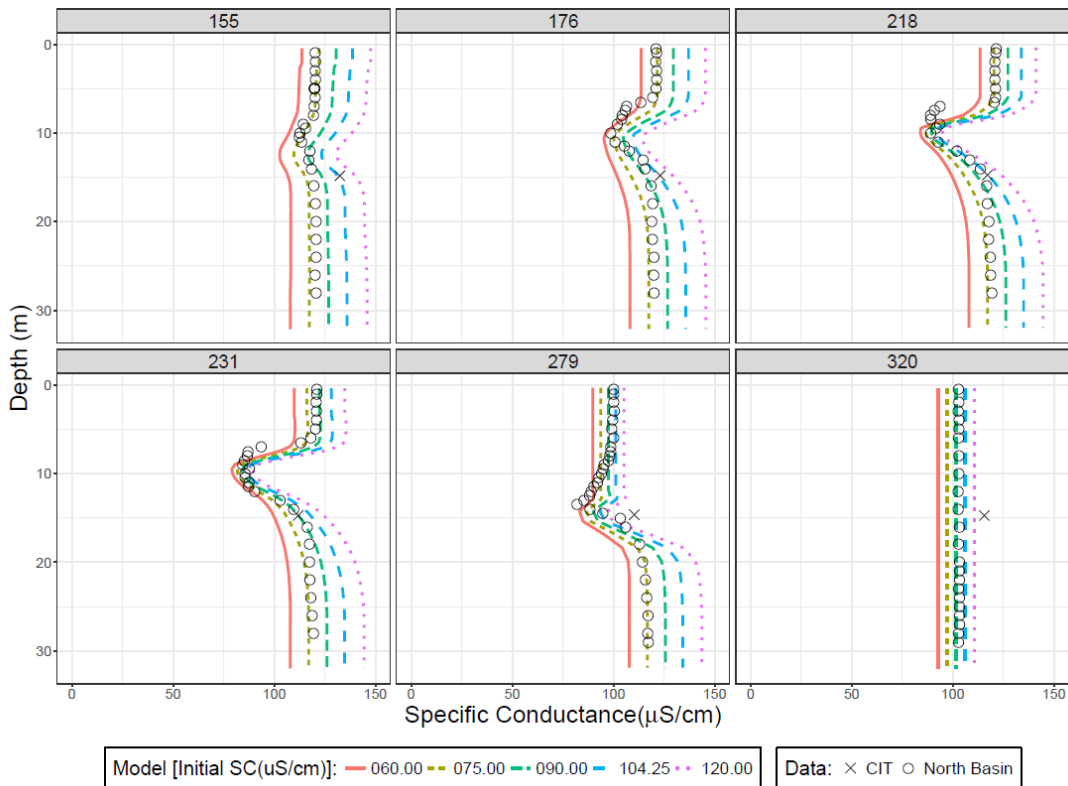 155 176 218
0
10
20
30
231 279 320
0
10
20
30
Depth (m)
0 50 100 150 0 50 100 150 0 50 100 150
Specific Conductance(μS/cm)
Model [Initial SC(uS/cm)]: 060.00 075.00 090.00 104.25 120.00 Data: CIT North Basin